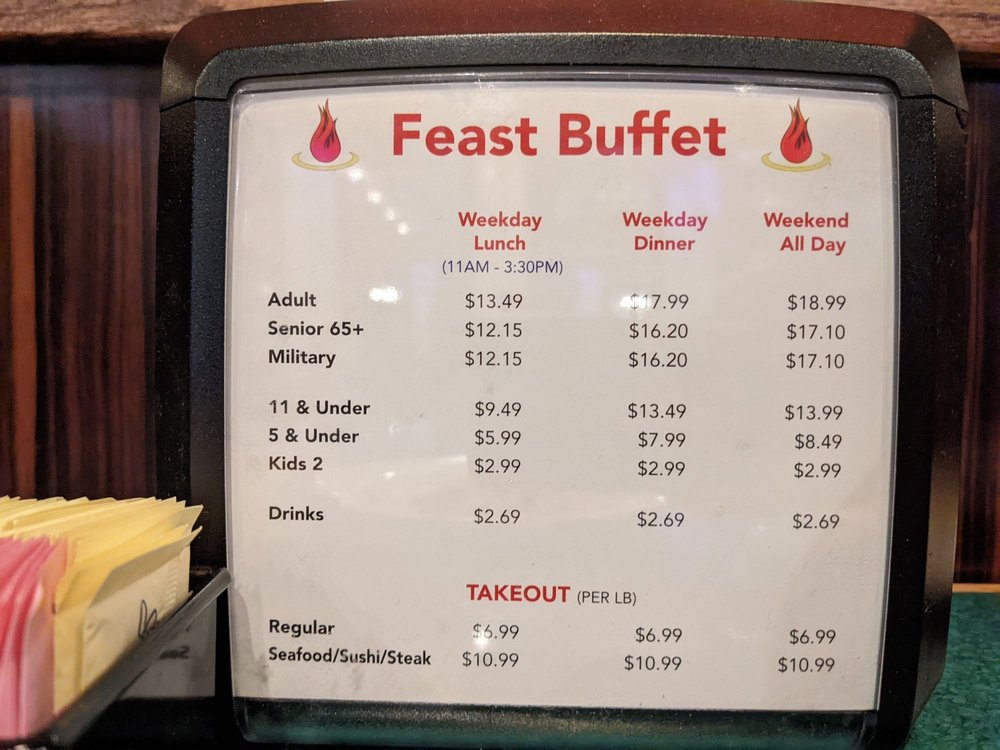 Feast Buffet
Weekday Lunch Weekday Dinner Weekend All Day
(11AM - 3:30PM)
Adult $13.49 $17.99 $18.99
Senior 65+ $12.15 $16.20 $17.10
Military $12.15 $16.20 $17.10
11 & Under $9.49 $13.49 $13.99
5 & Under $5.99 $7.99 $8.49
Kids 2 $2.99 $2.99 $2.99
Drinks $2.69 $2.69 $2.69
TAKEOUT (PER LB)
Regular $6.99 $6.99 $6.99
Seafood/Sushi/Steak $10.99 $10.99 $10.99